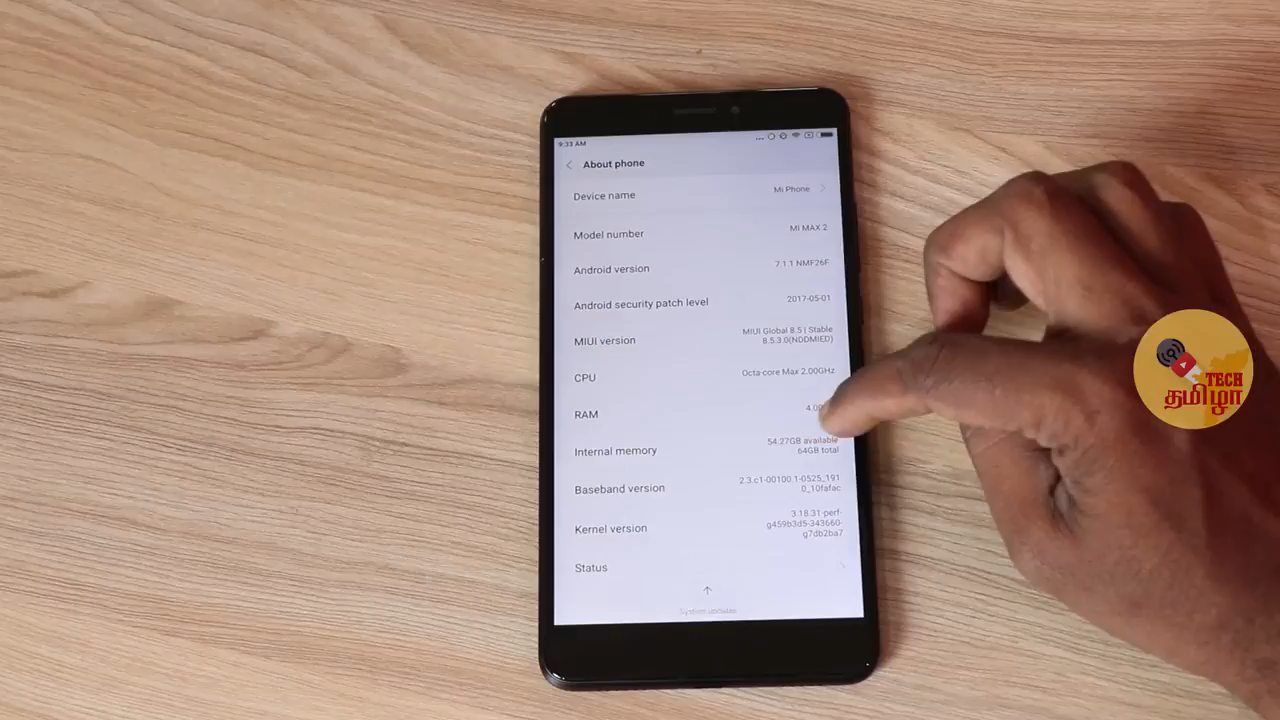 9:33 AM
About phone
Device name
Mi Phone
Model number
MI MAX 2
Android version
7.1.1 NMF26F
Android security patch level
2017-05-01
MIUI version
MIUI Global 8.5 | Stable
8.5.3.0(NDDMIED)
CPU
Octa-core Max 2.00GHz
RAM
Internal memory
54.27GB available
64GB total
Baseband version
2.3.c1-00100.1-0525_191
0_10fafac
Kernel version
3.18.31-perf-
g459b3d5-343660-
g7db2ba7
Status
System updates
TECH
தமிழா